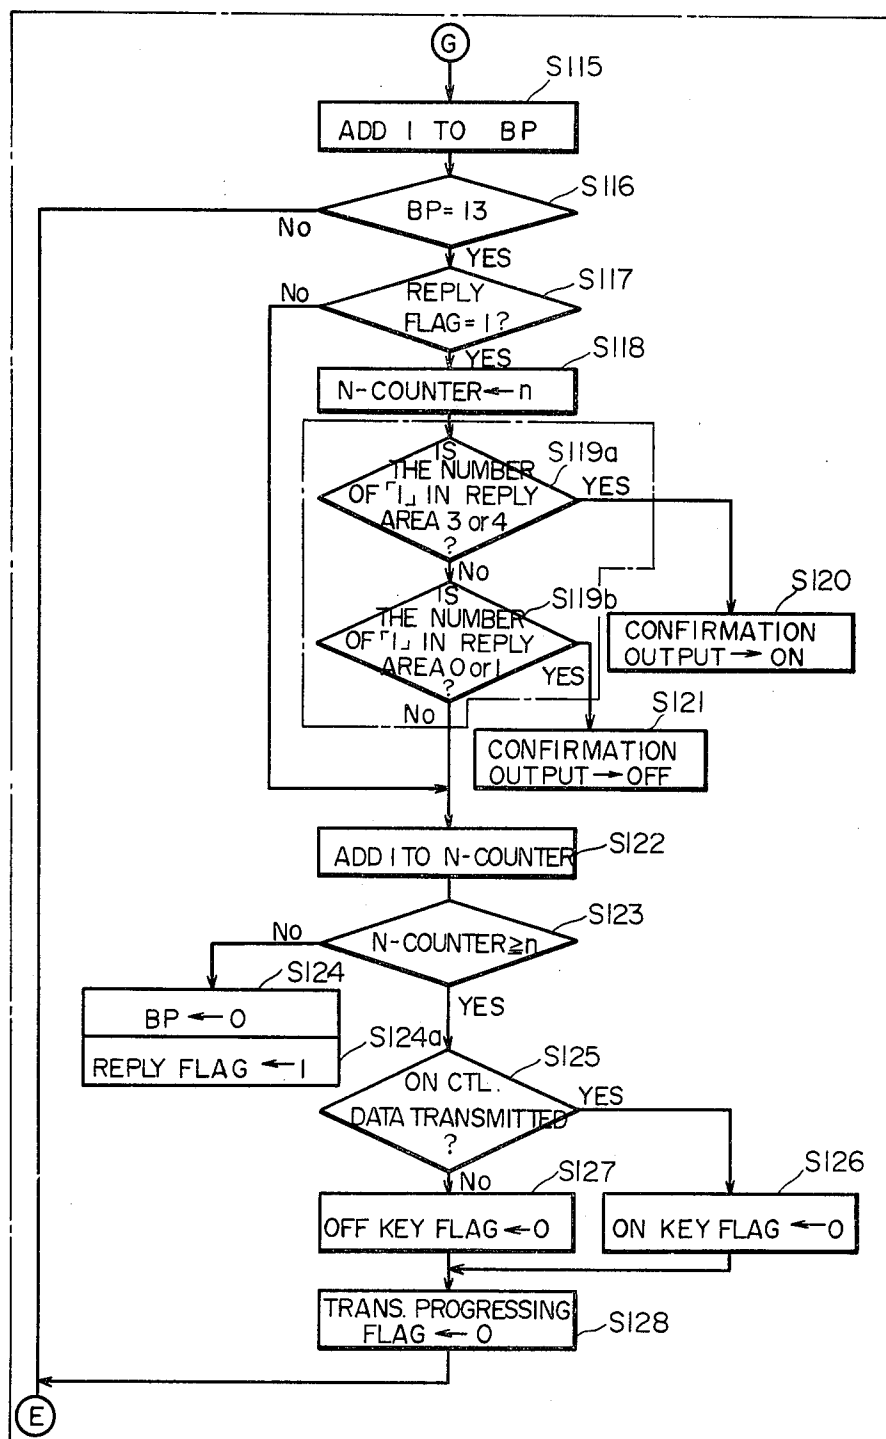 G
S115
ADD 1 TO BP
S116
BP=13
No
YES
S117
REPLY
FLAG=1?
No
YES
S118
N-COUNTER←n
S119a
IS
THE NUMBER
OF「1」IN REPLY
AREA 3 or 4
?
YES
No
S119b
IS
THE NUMBER
OF「1」IN REPLY
AREA 0 or 1
?
YES
No
S120
CONFIRMATION
OUTPUT→ON
S121
CONFIRMATION
OUTPUT→OFF
ADD 1 TO N-COUNTER
S122
S123
N-COUNTER≧n
No
YES
S124
BP←0
S124a
REPLY FLAG←1
S125
ON CTL.
DATA TRANSMITTED
?
YES
No
S127
OFF KEY FLAG←0
S126
ON KEY FLAG←0
TRANS. PROGRESSING
FLAG←0
S128
E